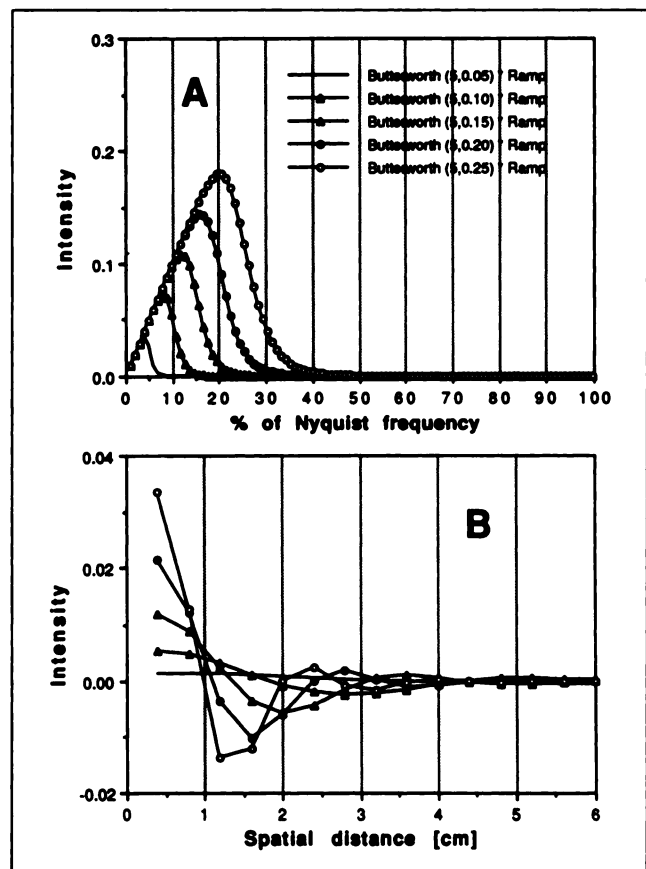 0.3
A
Butterworth (5,0.05) * Ramp
Butterworth (5,0.10) * Ramp
Butterworth (5,0.15) * Ramp
Butterworth (5,0.20) * Ramp
Butterworth (5,0.25) * Ramp
0.2
Intensity
0.1
0.0
0 10 20 30 40 50 60 70 80 90 100
% of Nyquist frequency
0.04
B
0.02
Intensity
0.00
-0.02
0 1 2 3 4 5 6
Spatial distance [cm]